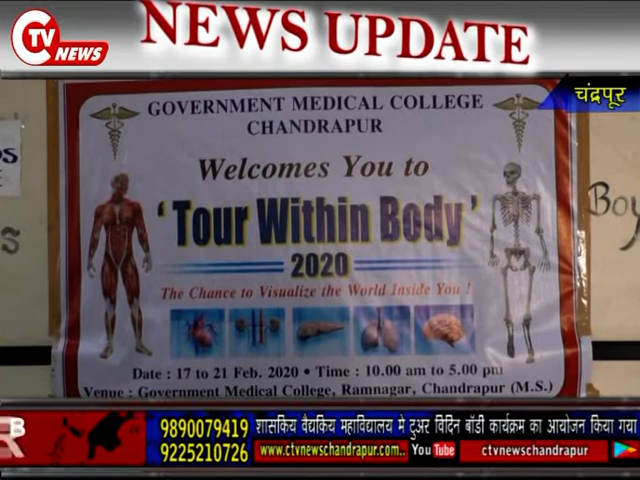 C TV NEWS
NEWS UPDATE
चंद्रपूर
GOVERNMENT MEDICAL COLLEGE
CHANDRAPUR
Welcomes You to
'Tour Within Body'
2020
The Chance to Visualize the World Inside You !
Date : 17 to 21 Feb. 2020 • Time : 10.00 am to 5.00 pm
Venue : Government Medical College, Ramnagar, Chandrapur (M.S.)
Boy
9890079419
9225210726
शासकिय वैद्यकिय महाविद्यालय मे टुअर विदिन बॉडी कार्यक्रम का आयोजन किया गया
www.ctvnewschandrapur.com..
YouTube
ctvnewschandrapur